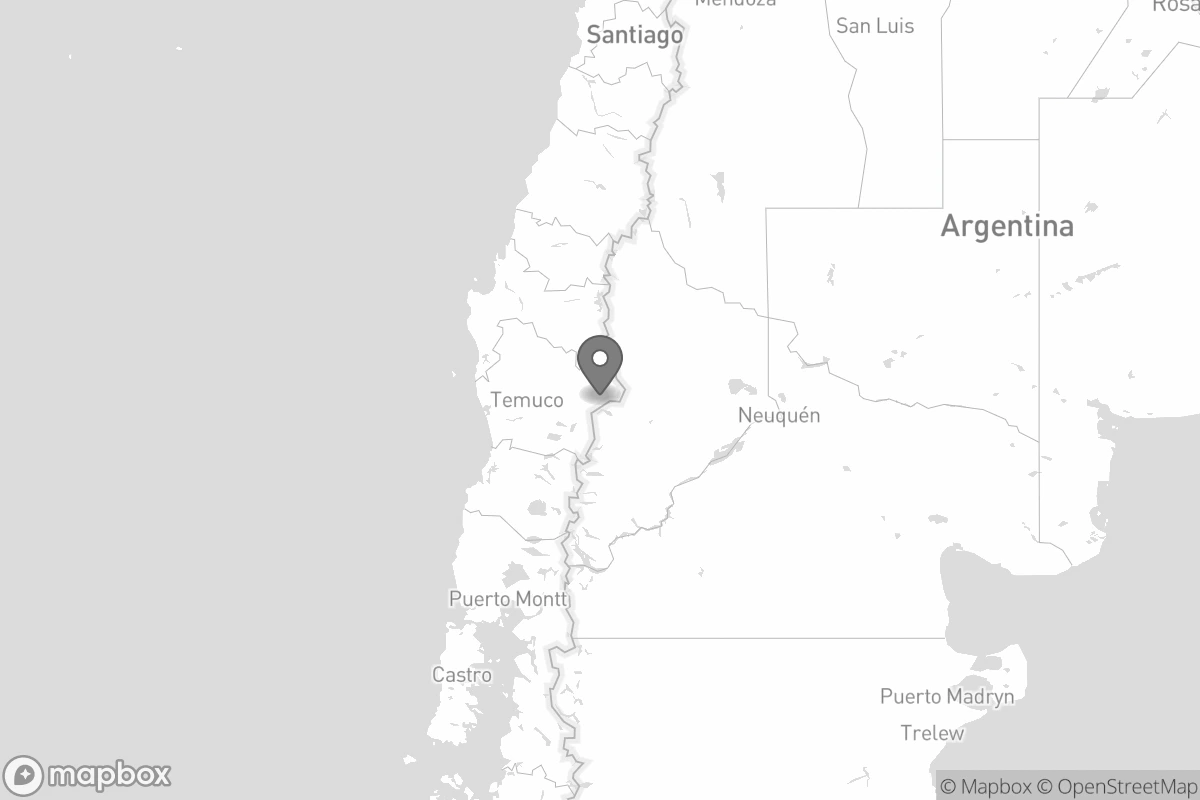 Mendoza
Rosa
San Luis
Santiago
Argentina
Temuco
Neuquén
Puerto Montt
Castro
Puerto Madryn
Trelew
mapbox
© Mapbox © OpenStreetMap